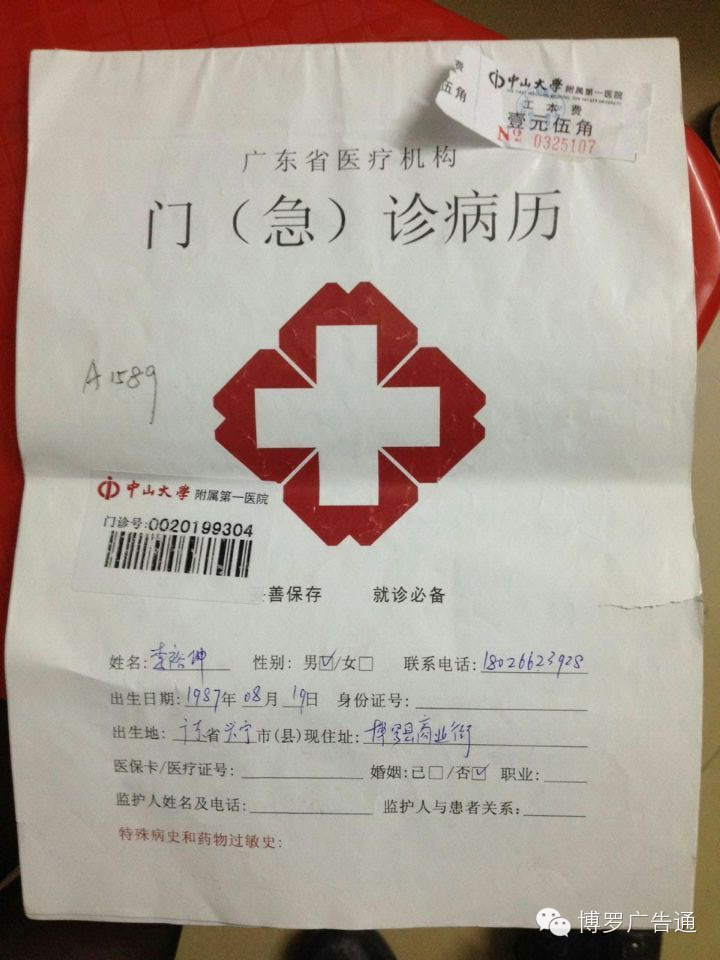 费
伍角
中山大学 附属第一医院
工本费
壹元伍角
№ 0325107
广东省医疗机构
门（急）诊病历
A1589
中山大学 附属第一医院
门诊号:0020199304
善保存 就诊必备
姓名: 李裕坤 性别: 男☑/女□ 联系电话: 18026623928
出生日期: 1987年 08月 19日 身份证号:
出生地: 广东省兴宁市(县)现住址: 博罗县商业街
医保卡/医疗证号: 婚姻:已□/否☑ 职业:
监护人姓名及电话: 监护人与患者关系:
特殊病史和药物过敏史:
博罗广告通